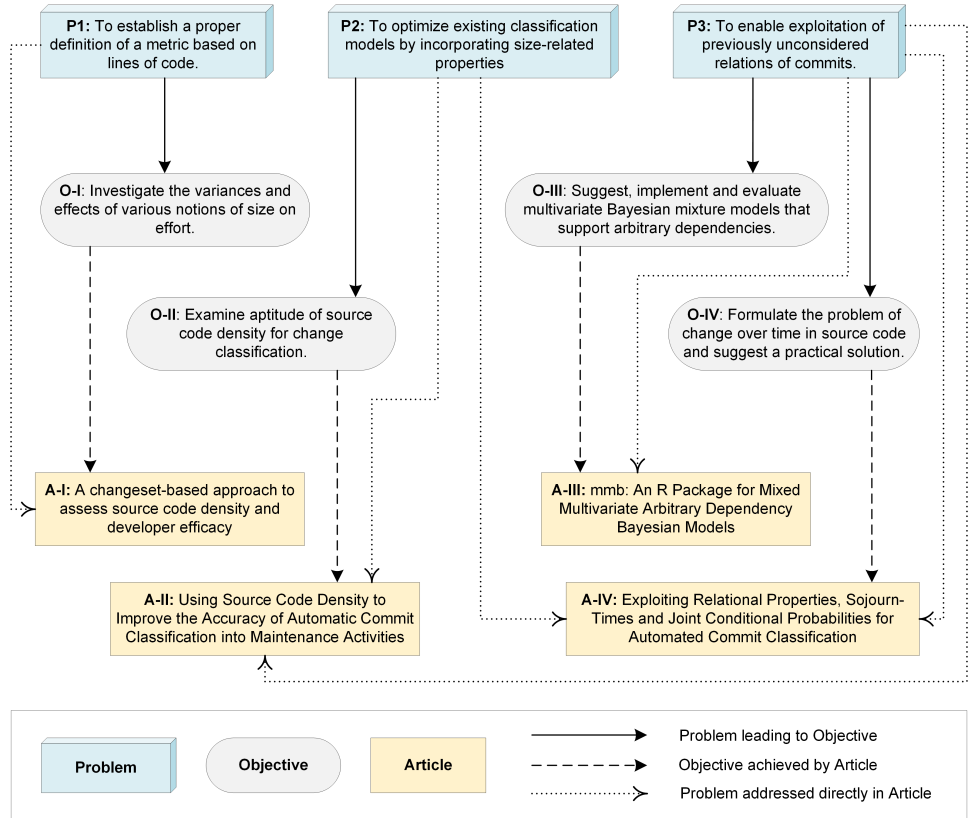 P1: To establish a proper
definition of a metric based on
lines of code.
P2: To optimize existing classification
models by incorporating size-related
properties
P3: To enable exploitation of
previously unconsidered
relations of commits.
O-I: Investigate the variances and
effects of various notions of size on
effort.
O-III: Suggest, implement and evaluate
multivariate Bayesian mixture models that
support arbitrary dependencies.
O-II: Examine aptitude of source
code density for change
classification.
O-IV: Formulate the problem of
change over time in source code
and suggest a practical solution.
A-I: A changeset-based approach to
assess source code density and
developer efficacy
A-III: mmb: An R Package for Mixed
Multivariate Arbitrary Dependency
Bayesian Models
A-II: Using Source Code Density to
Improve the Accuracy of Automatic Commit
Classification into Maintenance Activities
A-IV: Exploiting Relational Properties, Sojourn-
Times and Joint Conditional Probabilities for
Automated Commit Classification
Problem
Objective
Article
Problem leading to Objective
Objective achieved by Article
Problem addressed directly in Article